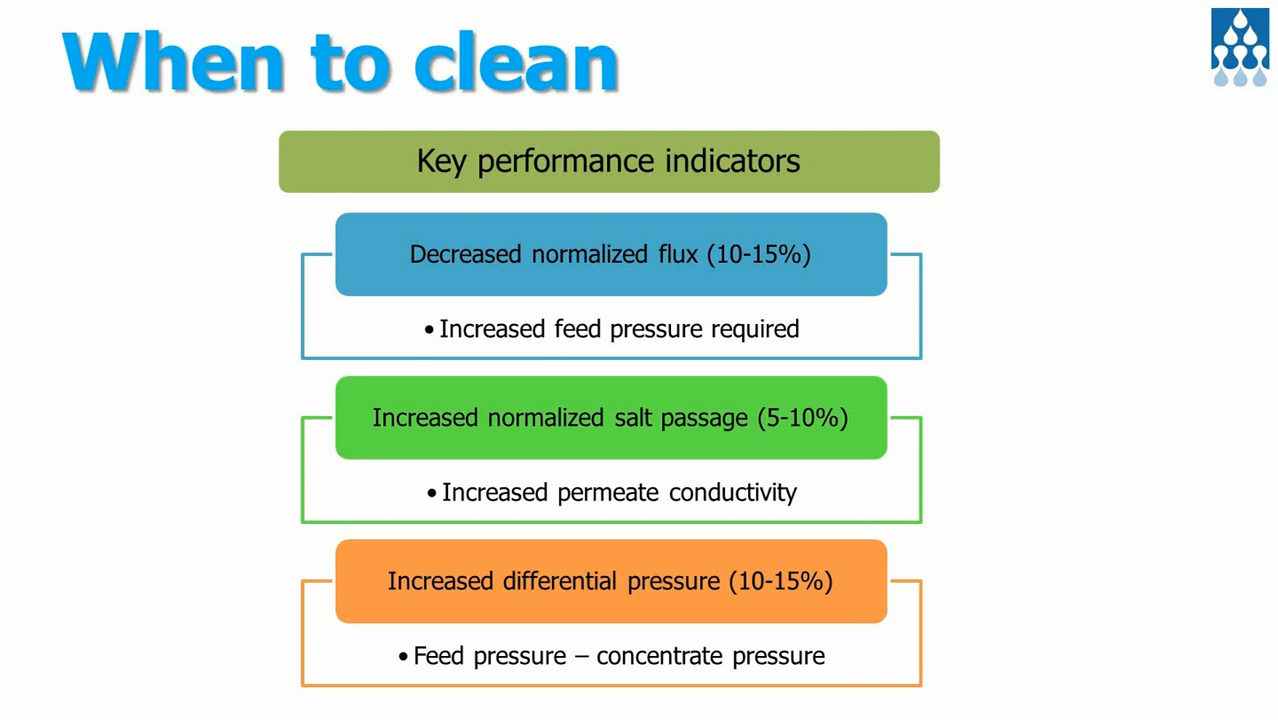 When to clean
Key performance indicators
Decreased normalized flux (10-15%)
• Increased feed pressure required
Increased normalized salt passage (5-10%)
• Increased permeate conductivity
Increased differential pressure (10-15%)
• Feed pressure – concentrate pressure